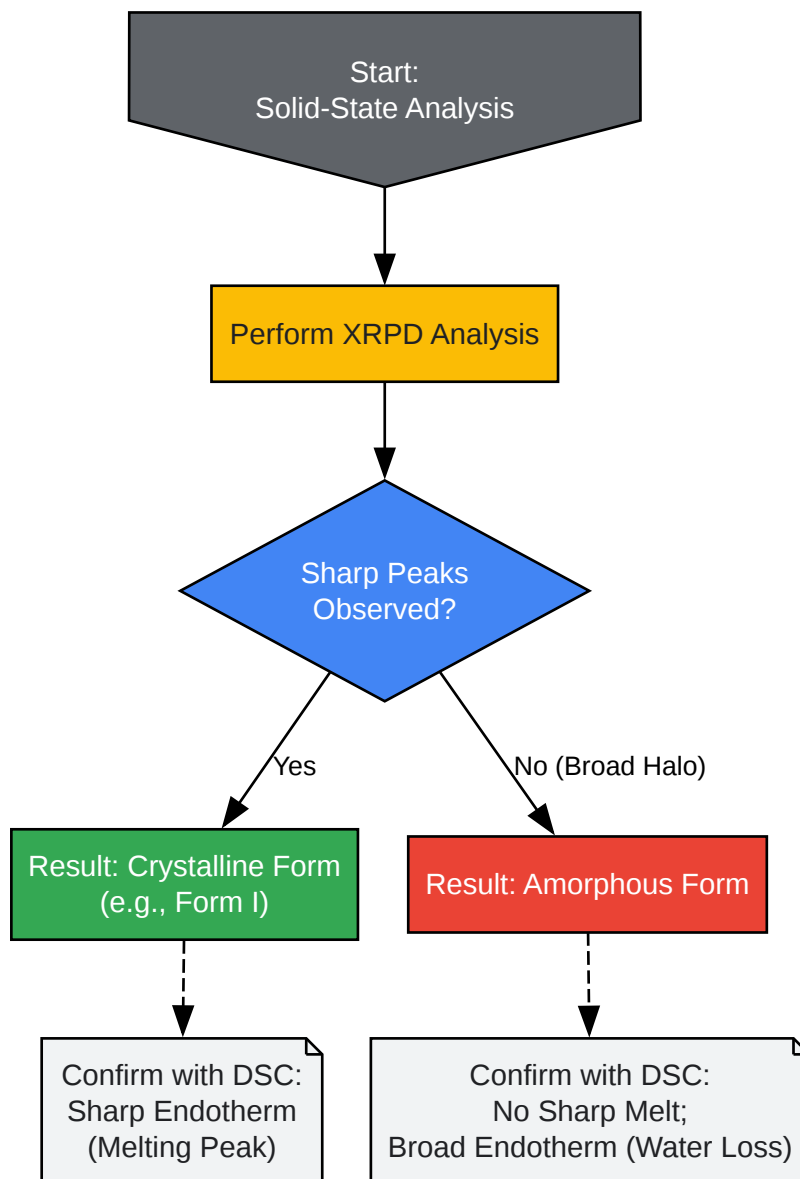 Start:
Solid-State Analysis
Perform XRPD Analysis
Sharp Peaks
Observed?
Yes
No (Broad Halo)
Result: Crystalline Form
(e.g., Form I)
Result: Amorphous Form
Confirm with DSC:
Sharp Endotherm
(Melting Peak)
Confirm with DSC:
No Sharp Melt;
Broad Endotherm (Water Loss)